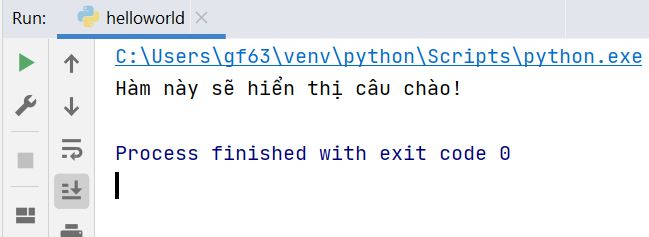 Run: helloworld
C:\Users\gf63\venv\python\Scripts\python.exe
Hàm này sẽ hiển thị câu chào!
Process finished with exit code 0